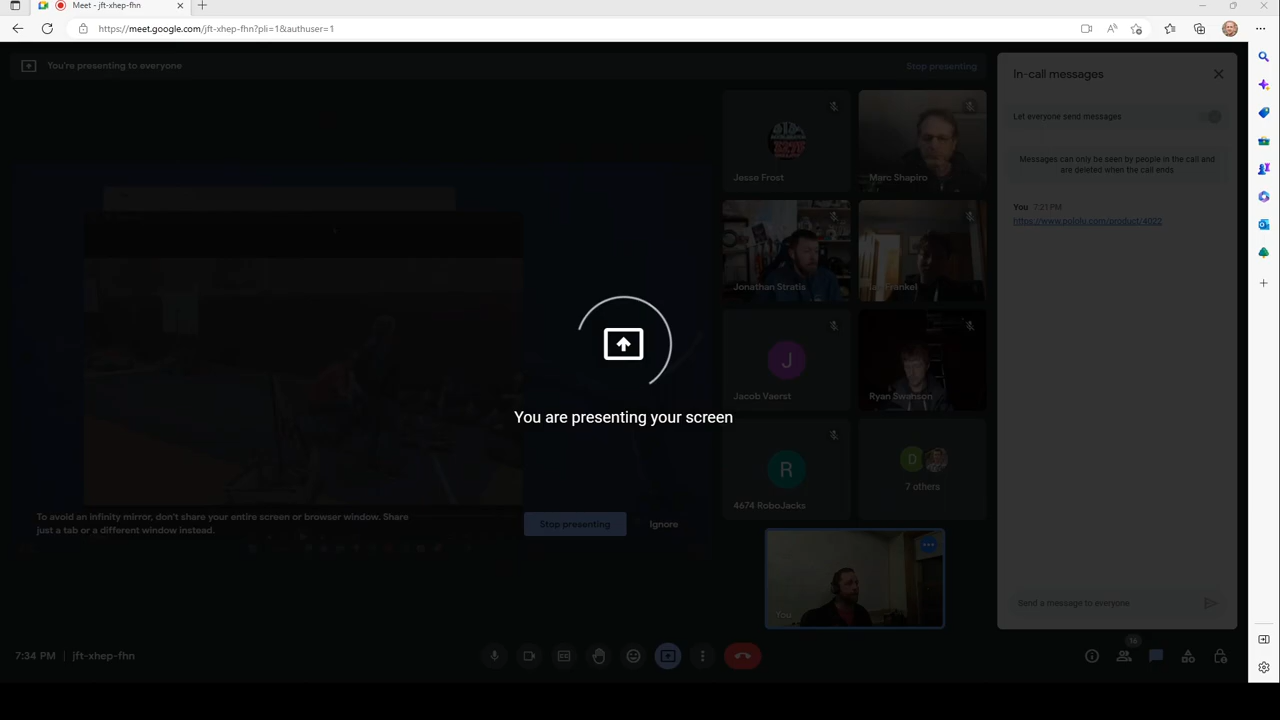 Meet - jft-xhep-fhn
https://meet.google.com/jft-xhep-fhn?pli=1&authuser=1
You're presenting to everyone
Stop presenting
In-call messages
Let everyone send messages
Messages can only be seen by people in the call and
are deleted when the call ends
You 7:21 PM
https://www.pololu.com/product/4022
Jesse Frost
Marc Shapiro
Jonathan Stratis
Frankel
Jacob Vaerst
Ryan Swanson
4674 RoboJacks
7 others
J
R
D
You are presenting your screen
To avoid an infinity mirror, don't share your entire screen or browser window. Share
just a tab or a different window instead.
Stop presenting
Ignore
You
Send a message to everyone
7:34 PM | jft-xhep-fhn
16